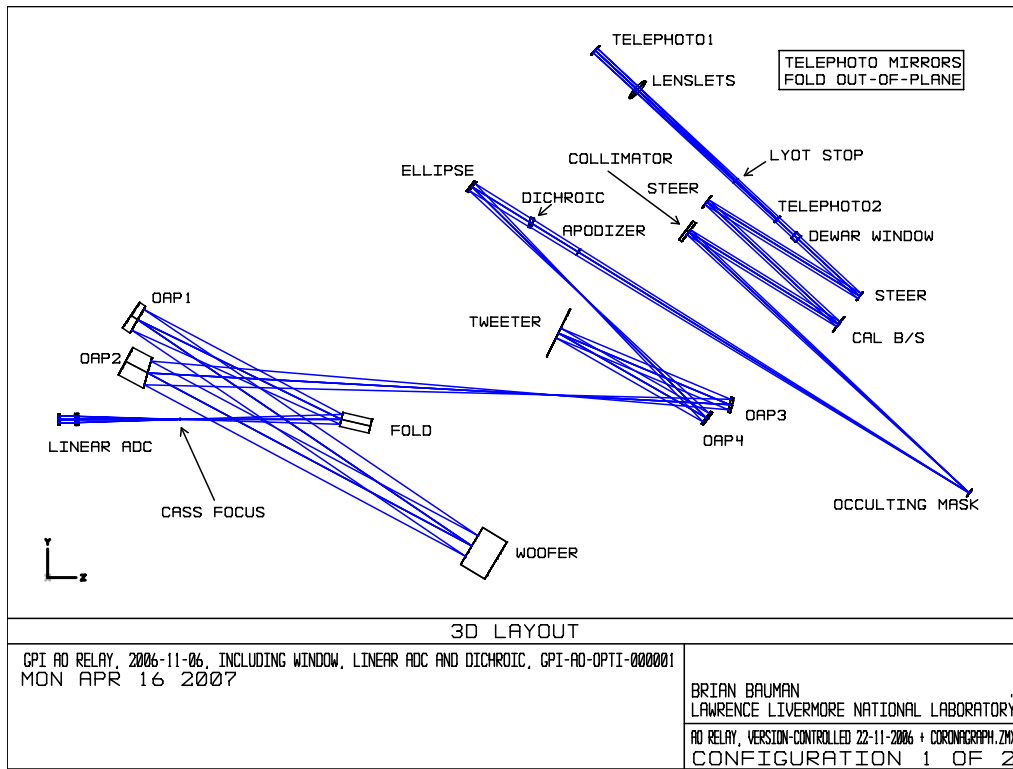 TELEPHOTO1
TELEPHOTO MIRRORS
FOLD OUT-OF-PLANE
LENSLETS
COLLIMATOR
LYOT STOP
ELLIPSE
STEER
DICHROIC
TELEPHOTO2
APODIZER
DEWAR WINDOW
OAP1
STEER
TWEETER
CAL B/S
OAP2
OAP3
FOLD
OAP4
LINEAR ADC
OCCULTING MASK
CASS FOCUS
WOOFER
Y
Z
3D LAYOUT
GPI AO RELAY, 2006-11-06, INCLUDING WINDOW, LINEAR ADC AND DICHROIC, GPI-AO-OPTI-000001
MON APR 16 2007
BRIAN BAUMAN
LAWRENCE LIVERMORE NATIONAL LABORATORY
AO RELAY, VERSION-CONTROLLED 22-11-2006 + CORONAGRAPH.ZMX
CONFIGURATION 1 OF 2